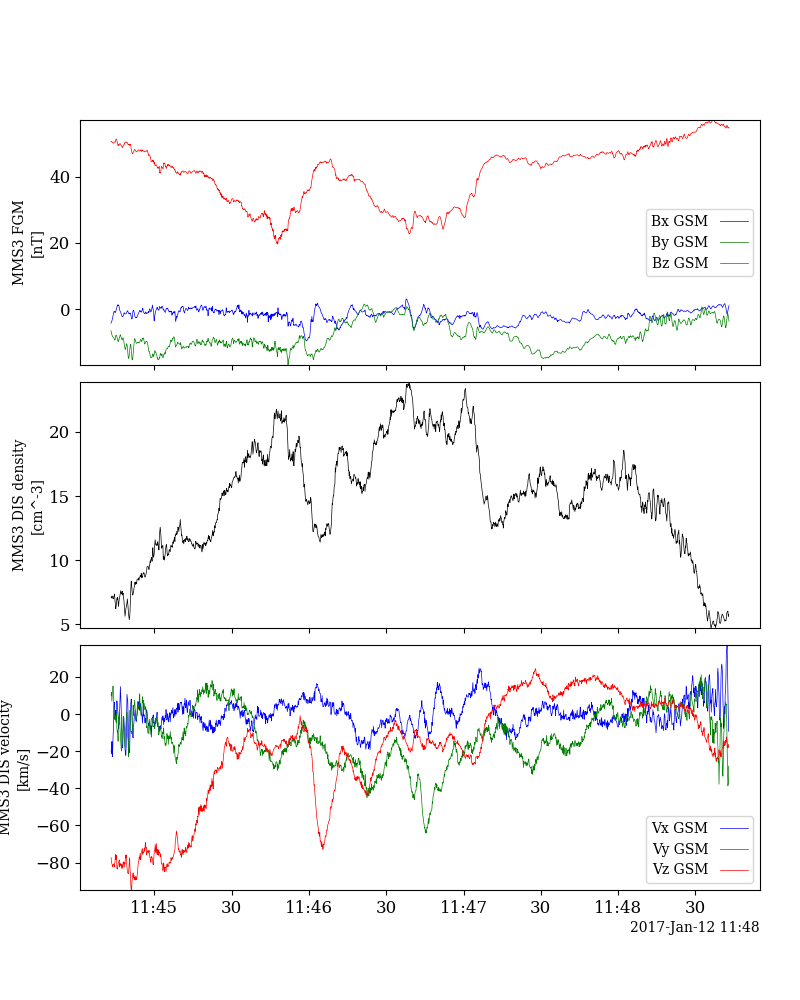 MMS3 FGM
[nT]
40
20
0
Bx GSM
By GSM
Bz GSM
MMS3 DIS density
[cm^-3]
20
15
10
5
MMS3 DIS velocity
[km/s]
20
0
−20
−40
−60
−80
Vx GSM
Vy GSM
Vz GSM
11:45 30 11:46 30 11:47 30 11:48 30
2017-Jan-12 11:48